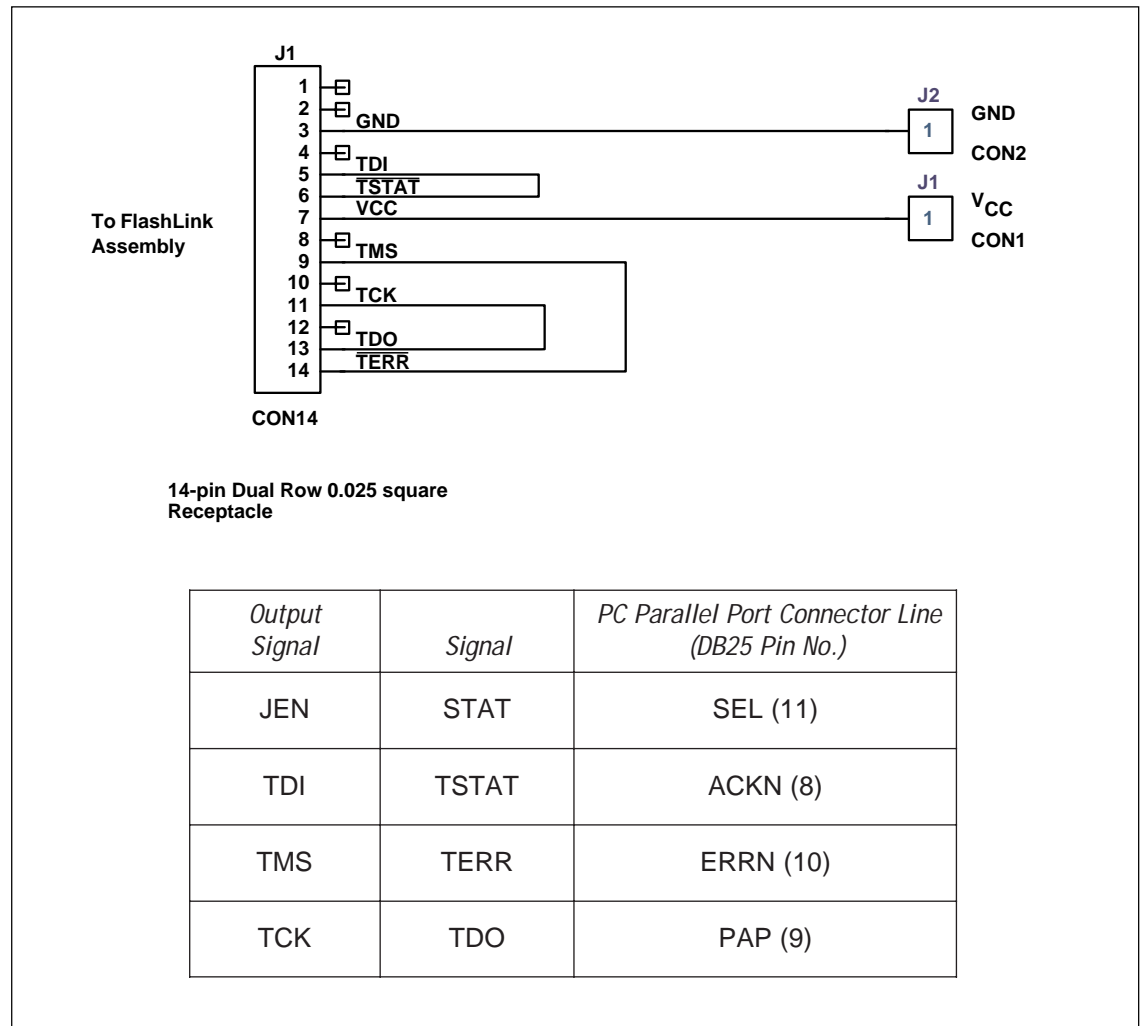 J1
1
2
GND
3
4
TDI
5
TSTAT
6
VCC
7
8
TMS
9
10
TCK
11
12
TDO
13
TERR
14
CON14
To FlashLink
Assembly
J2
1
GND
CON2
J1
1
VCC
CON1
14-pin Dual Row 0.025 square
Receptacle
Output Signal | Signal | PC Parallel Port Connector Line (DB25 Pin No.)
JEN | STAT | SEL (11)
TDI | TSTAT | ACKN (8)
TMS | TERR | ERRN (10)
TCK | TDO | PAP (9)